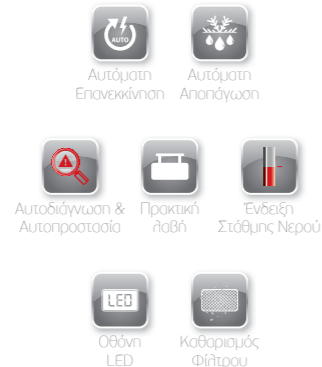 AUTO
Αυτόματη Αυτόματη
Επανεκκίνηση Αποπάγωση
Αυτοδιάγνωση & Πρακτική Ένδειξη
Αυτοπροστασία λαβή Στάθμης Νερού
LED
Οθόνη Καθαρισμός
LED Φίλτρου